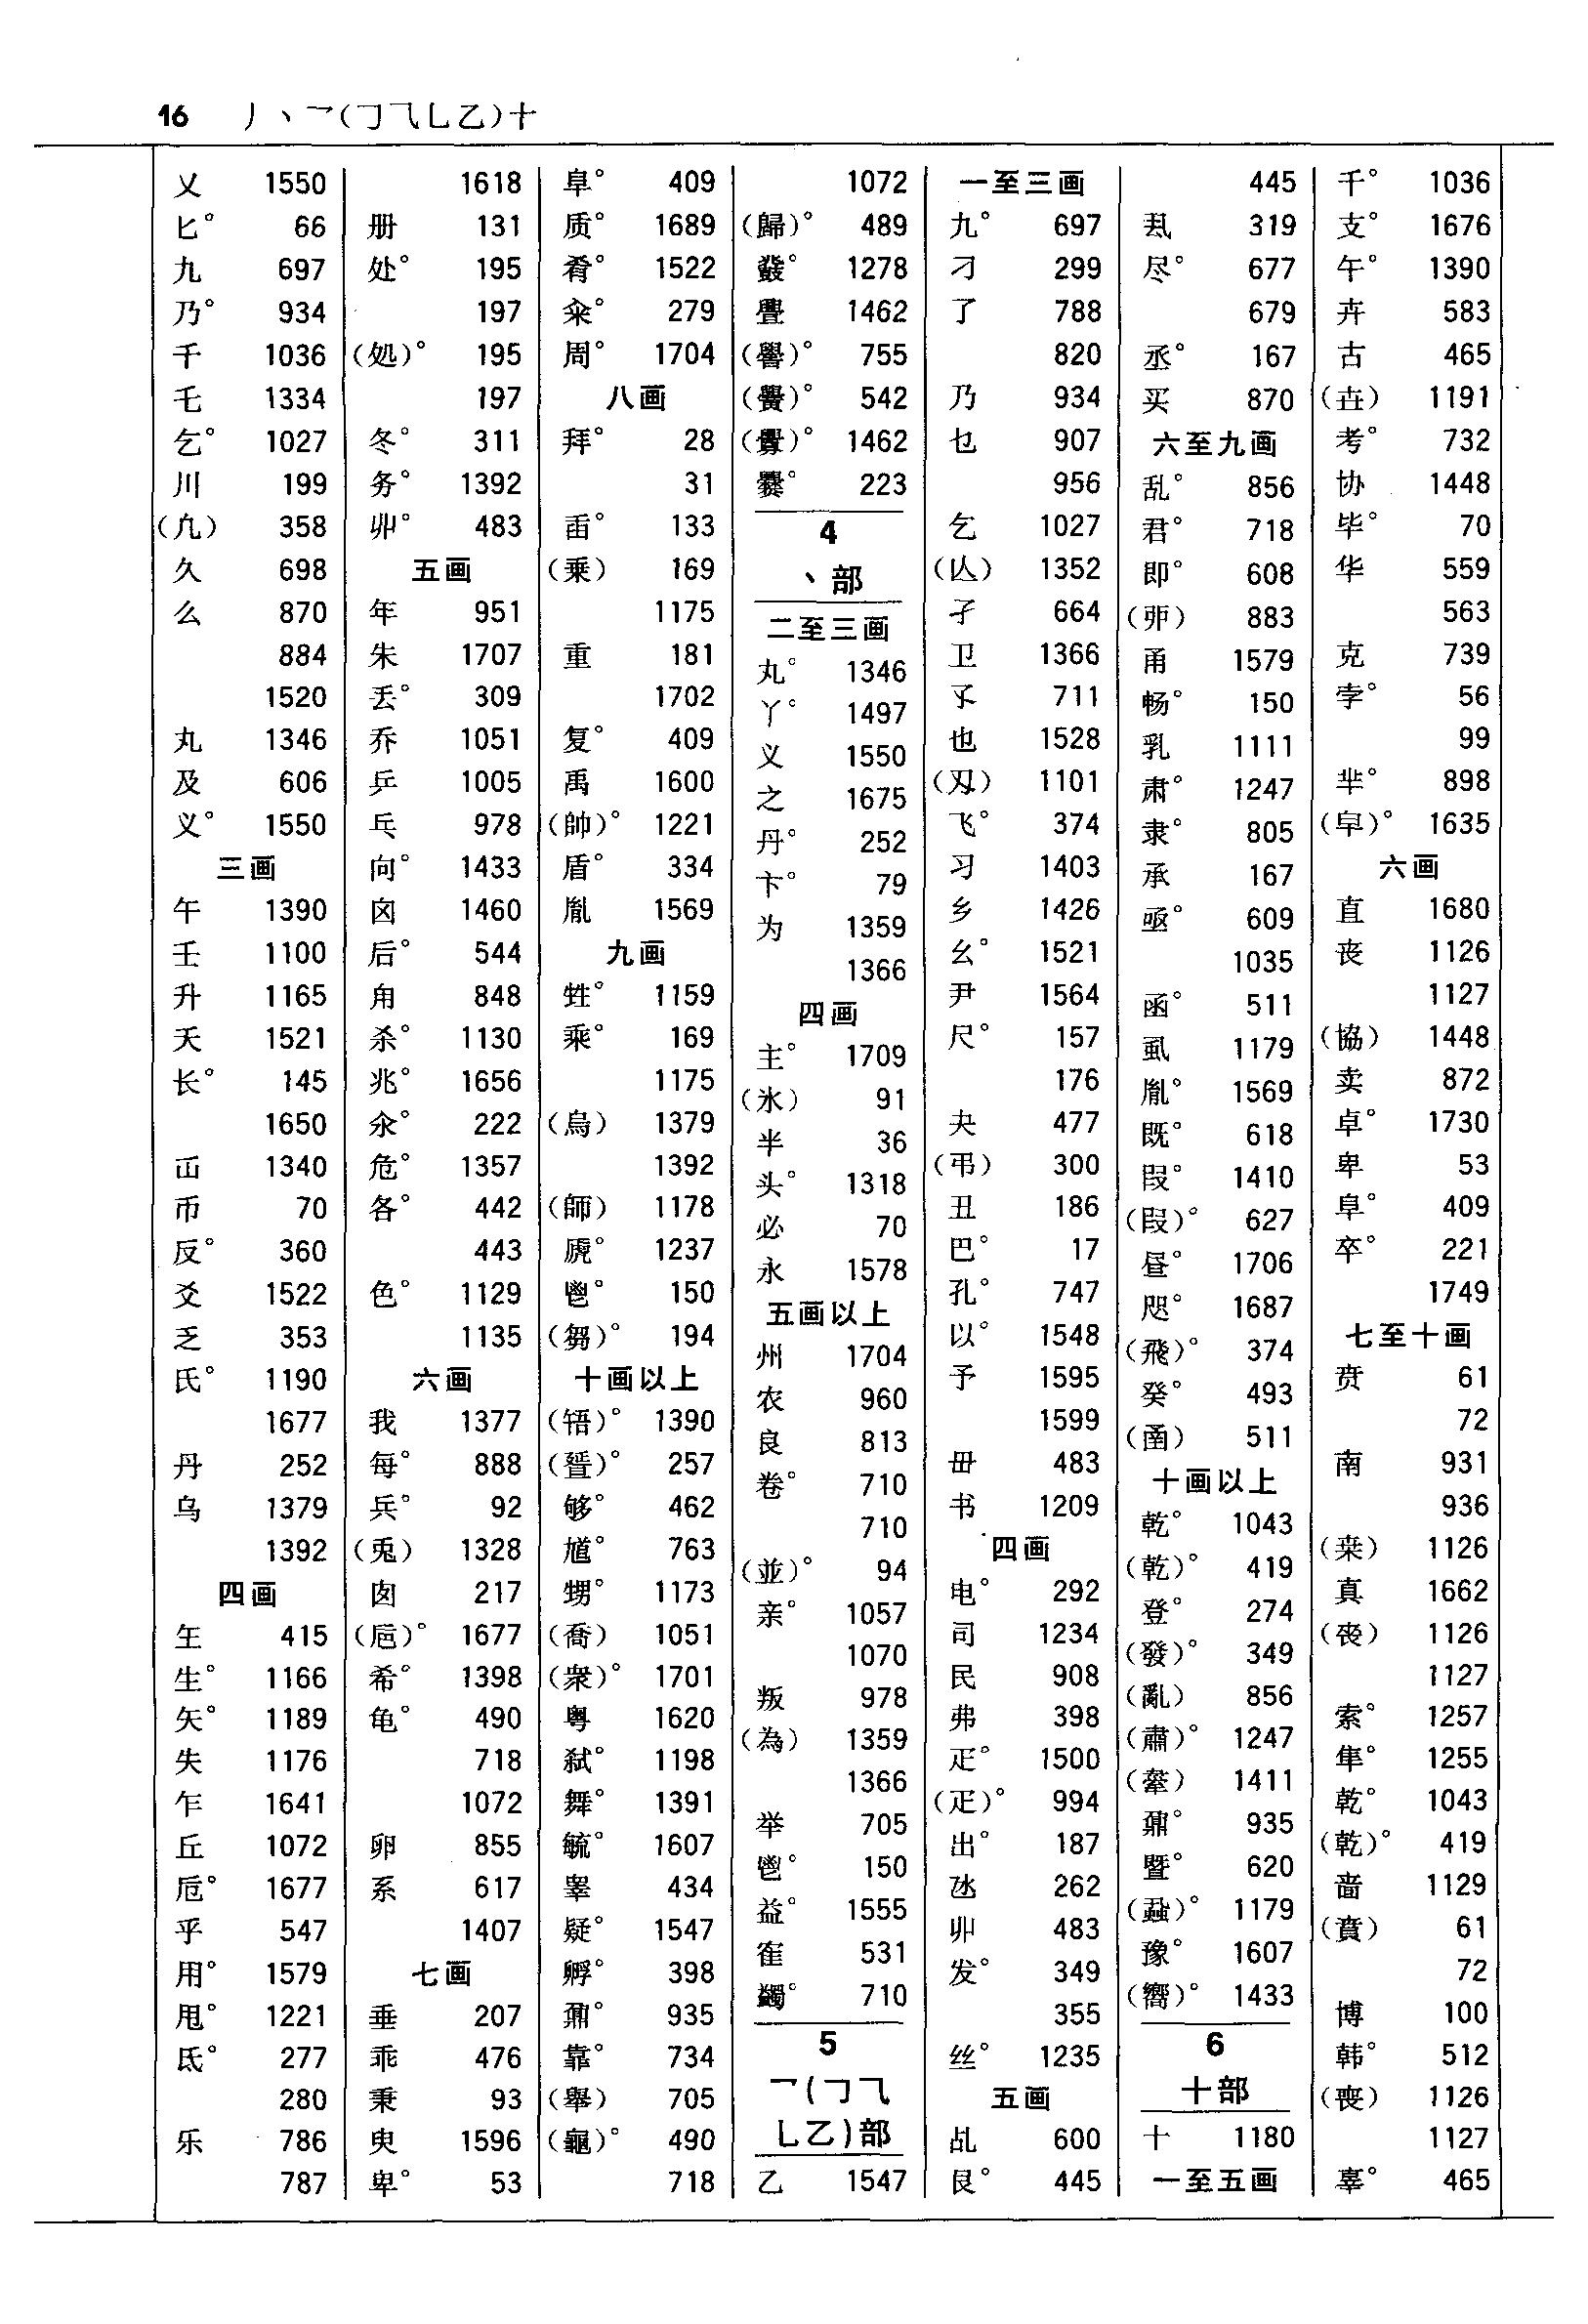 16 丿丶乛(㇆⺄乚乙)十
乂 1550
匕° 66
九 697
乃° 934
千 1036
乇 1334
乞° 1027
川 199
(凢) 358
久 698
么 870
884
1520
丸 1346
及 606
义° 1550
三画
午 1390
壬 1100
升 1165
夭 1521
长° 145
1650
1340
币 70
反° 360
爻 1522
乏 353
氏° 1190
1677
丹 252
乌 1379
1392
四画
生 415
生° 1166
矢° 1189
失 1176
乍 1641
丘 1072
卮° 1677
乎 547
用° 1579
甩° 1221
氐° 277
280
乐 786
787
1618
册 131
处° 195
197
(処)° 195
197
冬° 311
务° 1392
卯° 483
五画
年 951
朱 1707
丢° 309
乔 1051
乒 1005
乓 978
向° 1433
囟 1460
后° 544
甪 848
杀° 1130
兆° 1656
汆° 222
危° 1357
各° 442
443
色° 1129
1135
六画
我 1377
每° 888
兵° 92
(兎) 1328
囱 217
(巵)° 1677
希° 1398
龟° 490
718
1072
卵 855
系 617
1407
七画
垂 207
乖 476
秉 93
臾 1596
卑° 53
阜° 409
质° 1689
肴° 1522
籴° 279
周° 1704
八画
拜° 28
31
臿° 133
(乗) 169
1175
重 181
1702
复° 409
禹 1600
(帥)° 1221
盾° 334
胤 1569
九画
甡° 1159
乘° 169
1175
(烏) 1379
1392
(師) 1178
虒° 1237
鬯° 150
(芻)° 194
十画以上
(啎)° 1390
257
够° 462
馗° 763
甥° 1173
(喬) 1051
(衆)° 1701
粤 1620
弑° 1198
舞° 1391
毓° 1607
睾 434
疑° 1547
孵° 398
鼐° 935
靠° 734
(舉) 705
(龜)° 490
718
1072
(歸)° 489
鼗° 1278
亹 1462
(嚳)° 755
(黌)° 542
(釁)° 1462
爨° 223
4
丶部
二至三画
丸° 1346
丫° 1497
义 1550
之 1675
丹° 252
卞° 79
为 1359
1366
四画
主° 1709
(氷) 91
半 36
头° 1318
必 70
永 1578
五画以上
州 1704
农 960
良 813
卷° 710
710
(並)° 94
亲° 1057
1070
叛 978
(為) 1359
1366
举 705
鬯° 150
益° 1555
隺 531
蠲° 710
5
乛(㇆⺄
乚乙)部
乙 1547
一至三画
九° 697
刁 299
了 788
820
乃 934
乜 907
956
乞 1027
(亾) 1352
孑 664
卫 1366
孓 711
也 1528
(刄) 1101
飞° 374
习 1403
乡 1426
幺° 1521
尹 1564
尺° 157
176
夬 477
(弔) 300
丑 186
巴° 17
孔° 747
以° 1548
予 1595
1599
毌 483
书 1209
四画
电° 292
司 1234
民 908
弗 398
疋° 1500
(疋)° 994
出° 187
氹 262
卯 483
发° 349
355
丝° 1235
五画
乩 600
艮° 445
445
厾 319
尽° 677
679
丞° 167
买 870
六至九画
乱° 856
君° 718
即° 608
(戼) 883
甬 1579
畅° 150
乳 1111
肃° 1247
隶° 805
承 167
亟° 609
1035
函° 511
虱 1179
胤° 1569
既° 618
叚° 1410
(叚)° 627
昼° 1706
咫° 1687
(飛)° 374
癸° 493
(圅) 511
十画以上
乾° 1043
(乾)° 419
登° 274
(發)° 349
(亂) 856
(肅)° 1247
1411
鼐° 935
暨° 620
(蝨)° 1179
豫° 1607
(嚮)° 1433
6
十部
十 1180
一至五画
千° 1036
支° 1676
午° 1390
卉 583
古 465
1191
考° 732
协 1448
毕° 70
华 559
563
克 739
孛° 56
99
芈° 898
(皁)° 1635
六画
直 1680
丧 1126
1127
(協) 1448
卖 872
卓° 1730
卑 53
阜° 409
卒° 221
1749
七至十画
贲 61
72
南 931
936
(桒) 1126
真 1662
(喪) 1126
1127
索° 1257
隼° 1255
乾° 1043
(乾)° 419
啬 1129
(賁) 61
72
博 100
韩° 512
(喪) 1126
1127
辜° 465